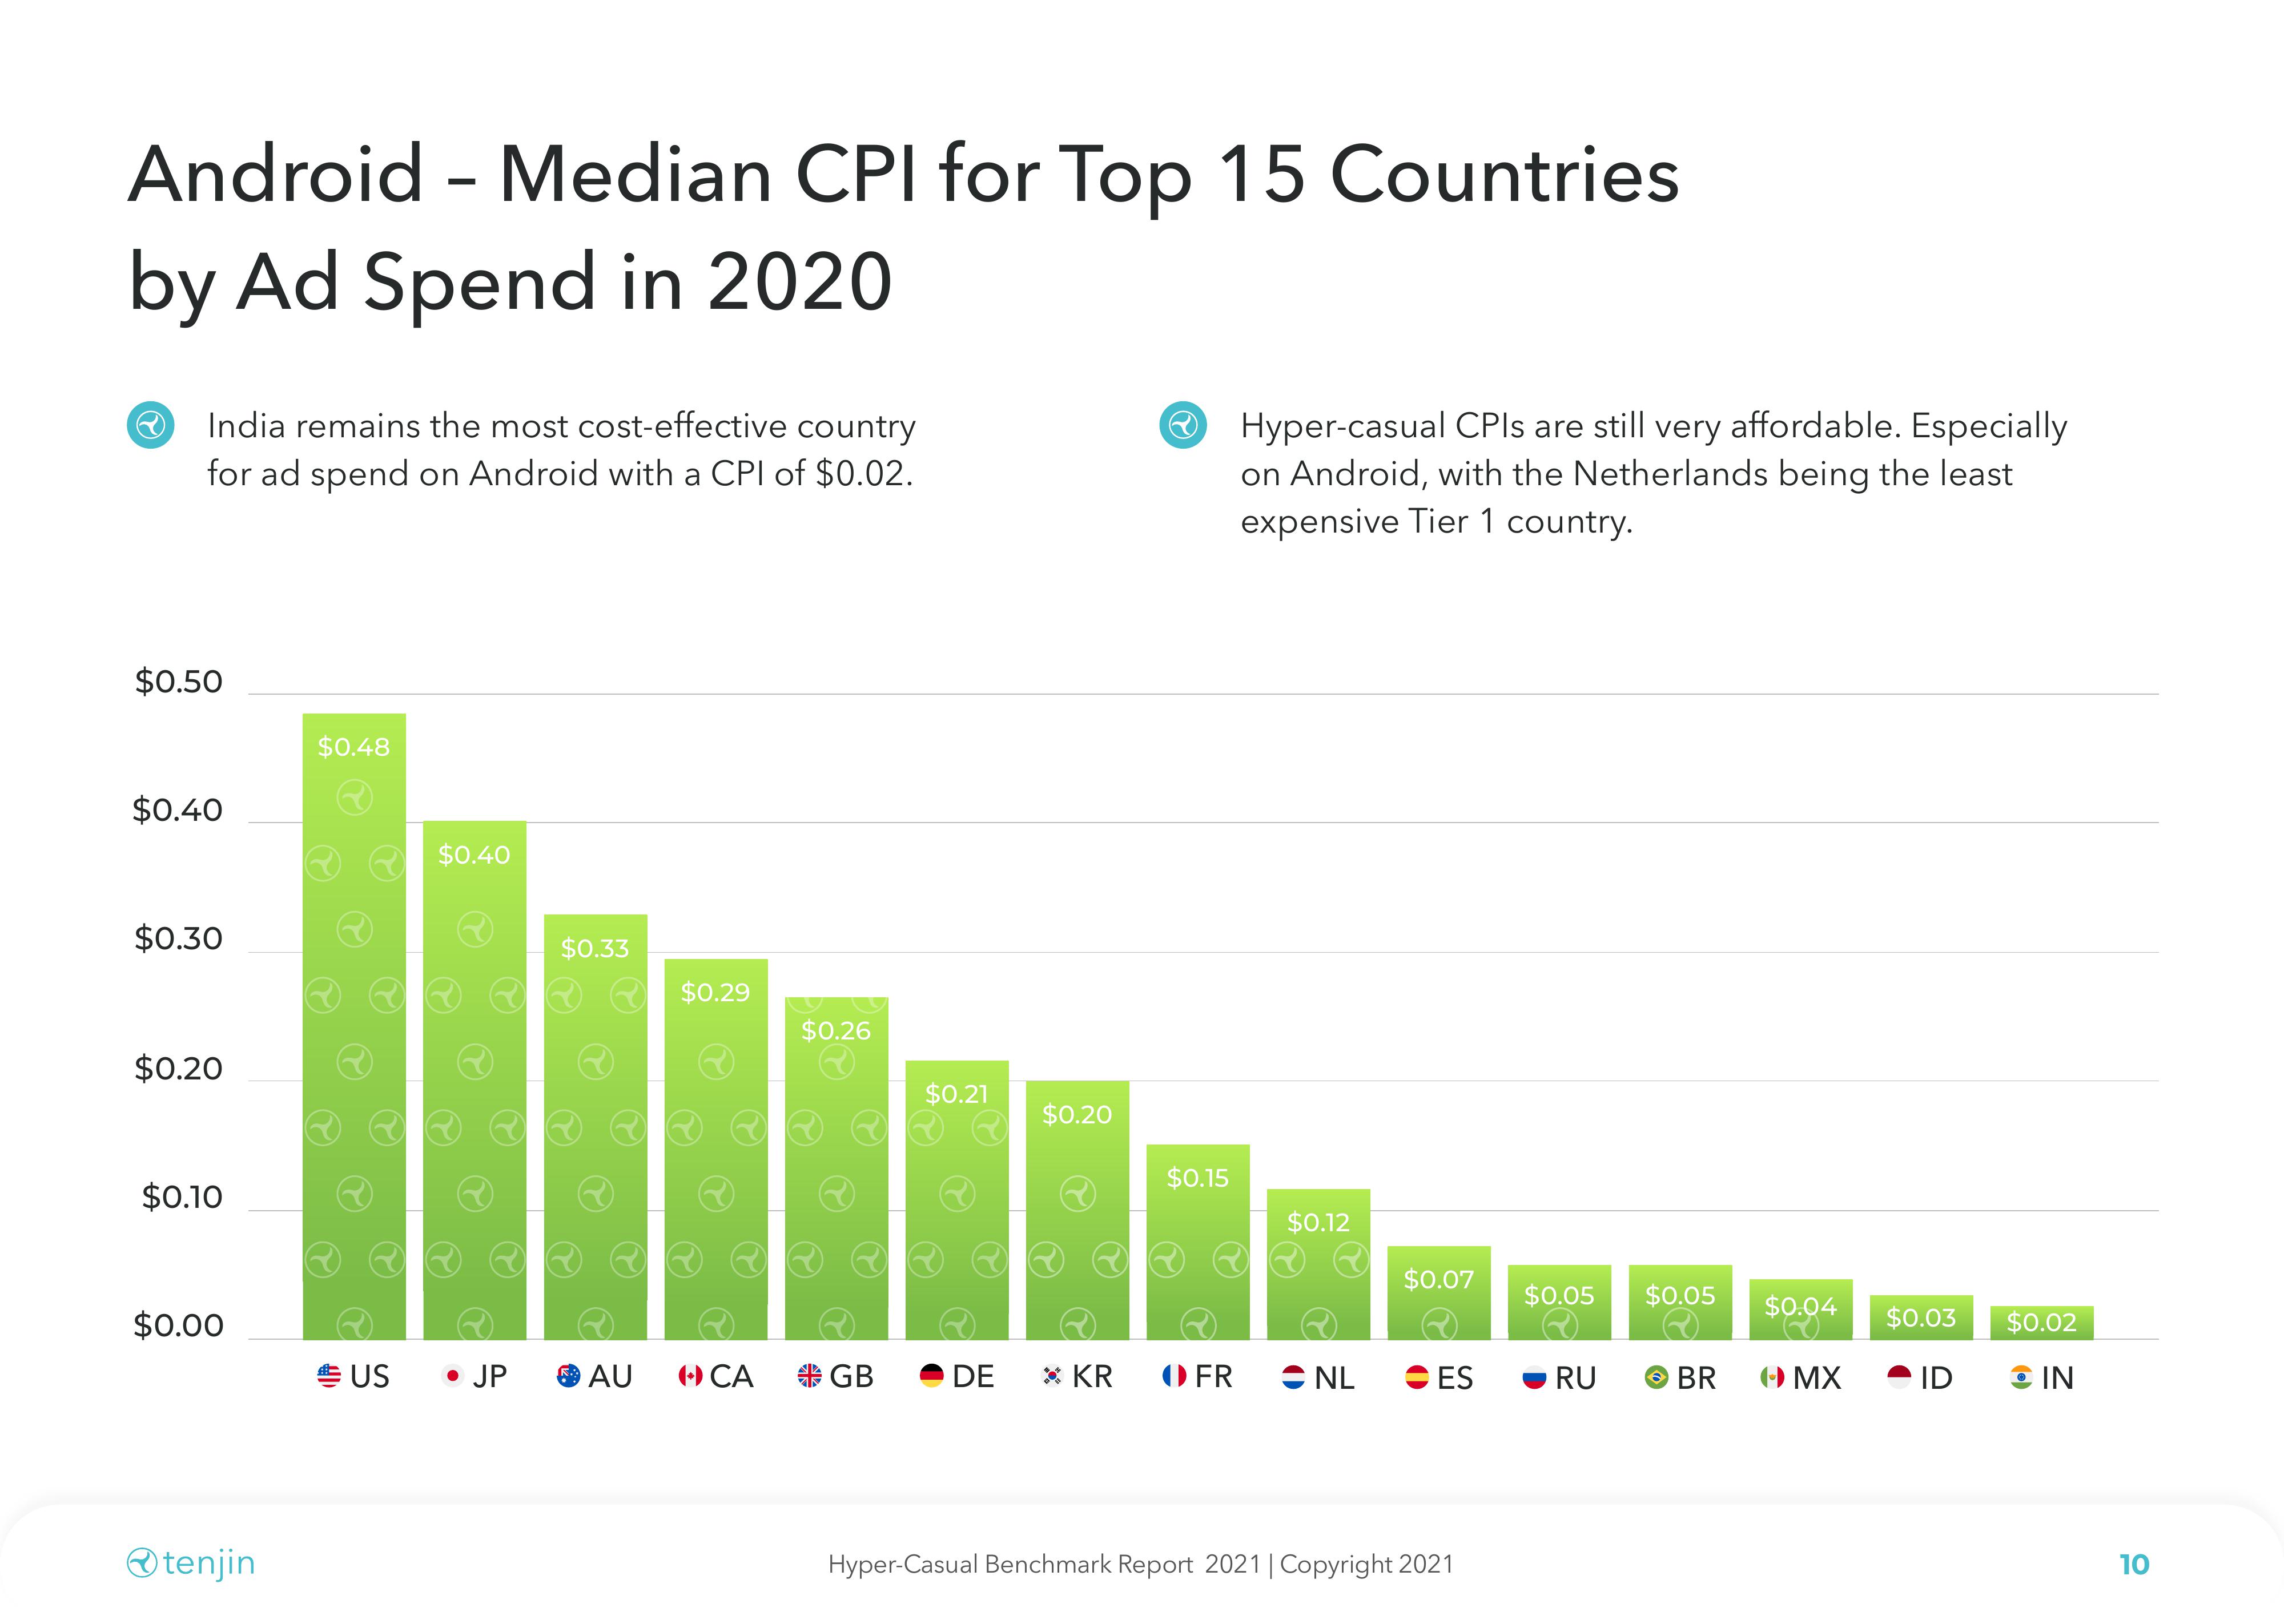 Android – Median CPI for Top 15 Countries
by Ad Spend in 2020
India remains the most cost-effective country
for ad spend on Android with a CPI of $0.02.
Hyper-casual CPIs are still very affordable. Especially
on Android, with the Netherlands being the least
expensive Tier 1 country.
$0.50
$0.40
$0.30
$0.20
$0.10
$0.00
$0.48
$0.40
$0.33
$0.29
$0.26
$0.21
$0.20
$0.15
$0.12
$0.07
$0.05
$0.05
$0.04
$0.03
$0.02
US JP AU CA GB DE KR FR NL ES RU BR MX ID IN
tenjin
Hyper-Casual Benchmark Report 2021 | Copyright 2021
10